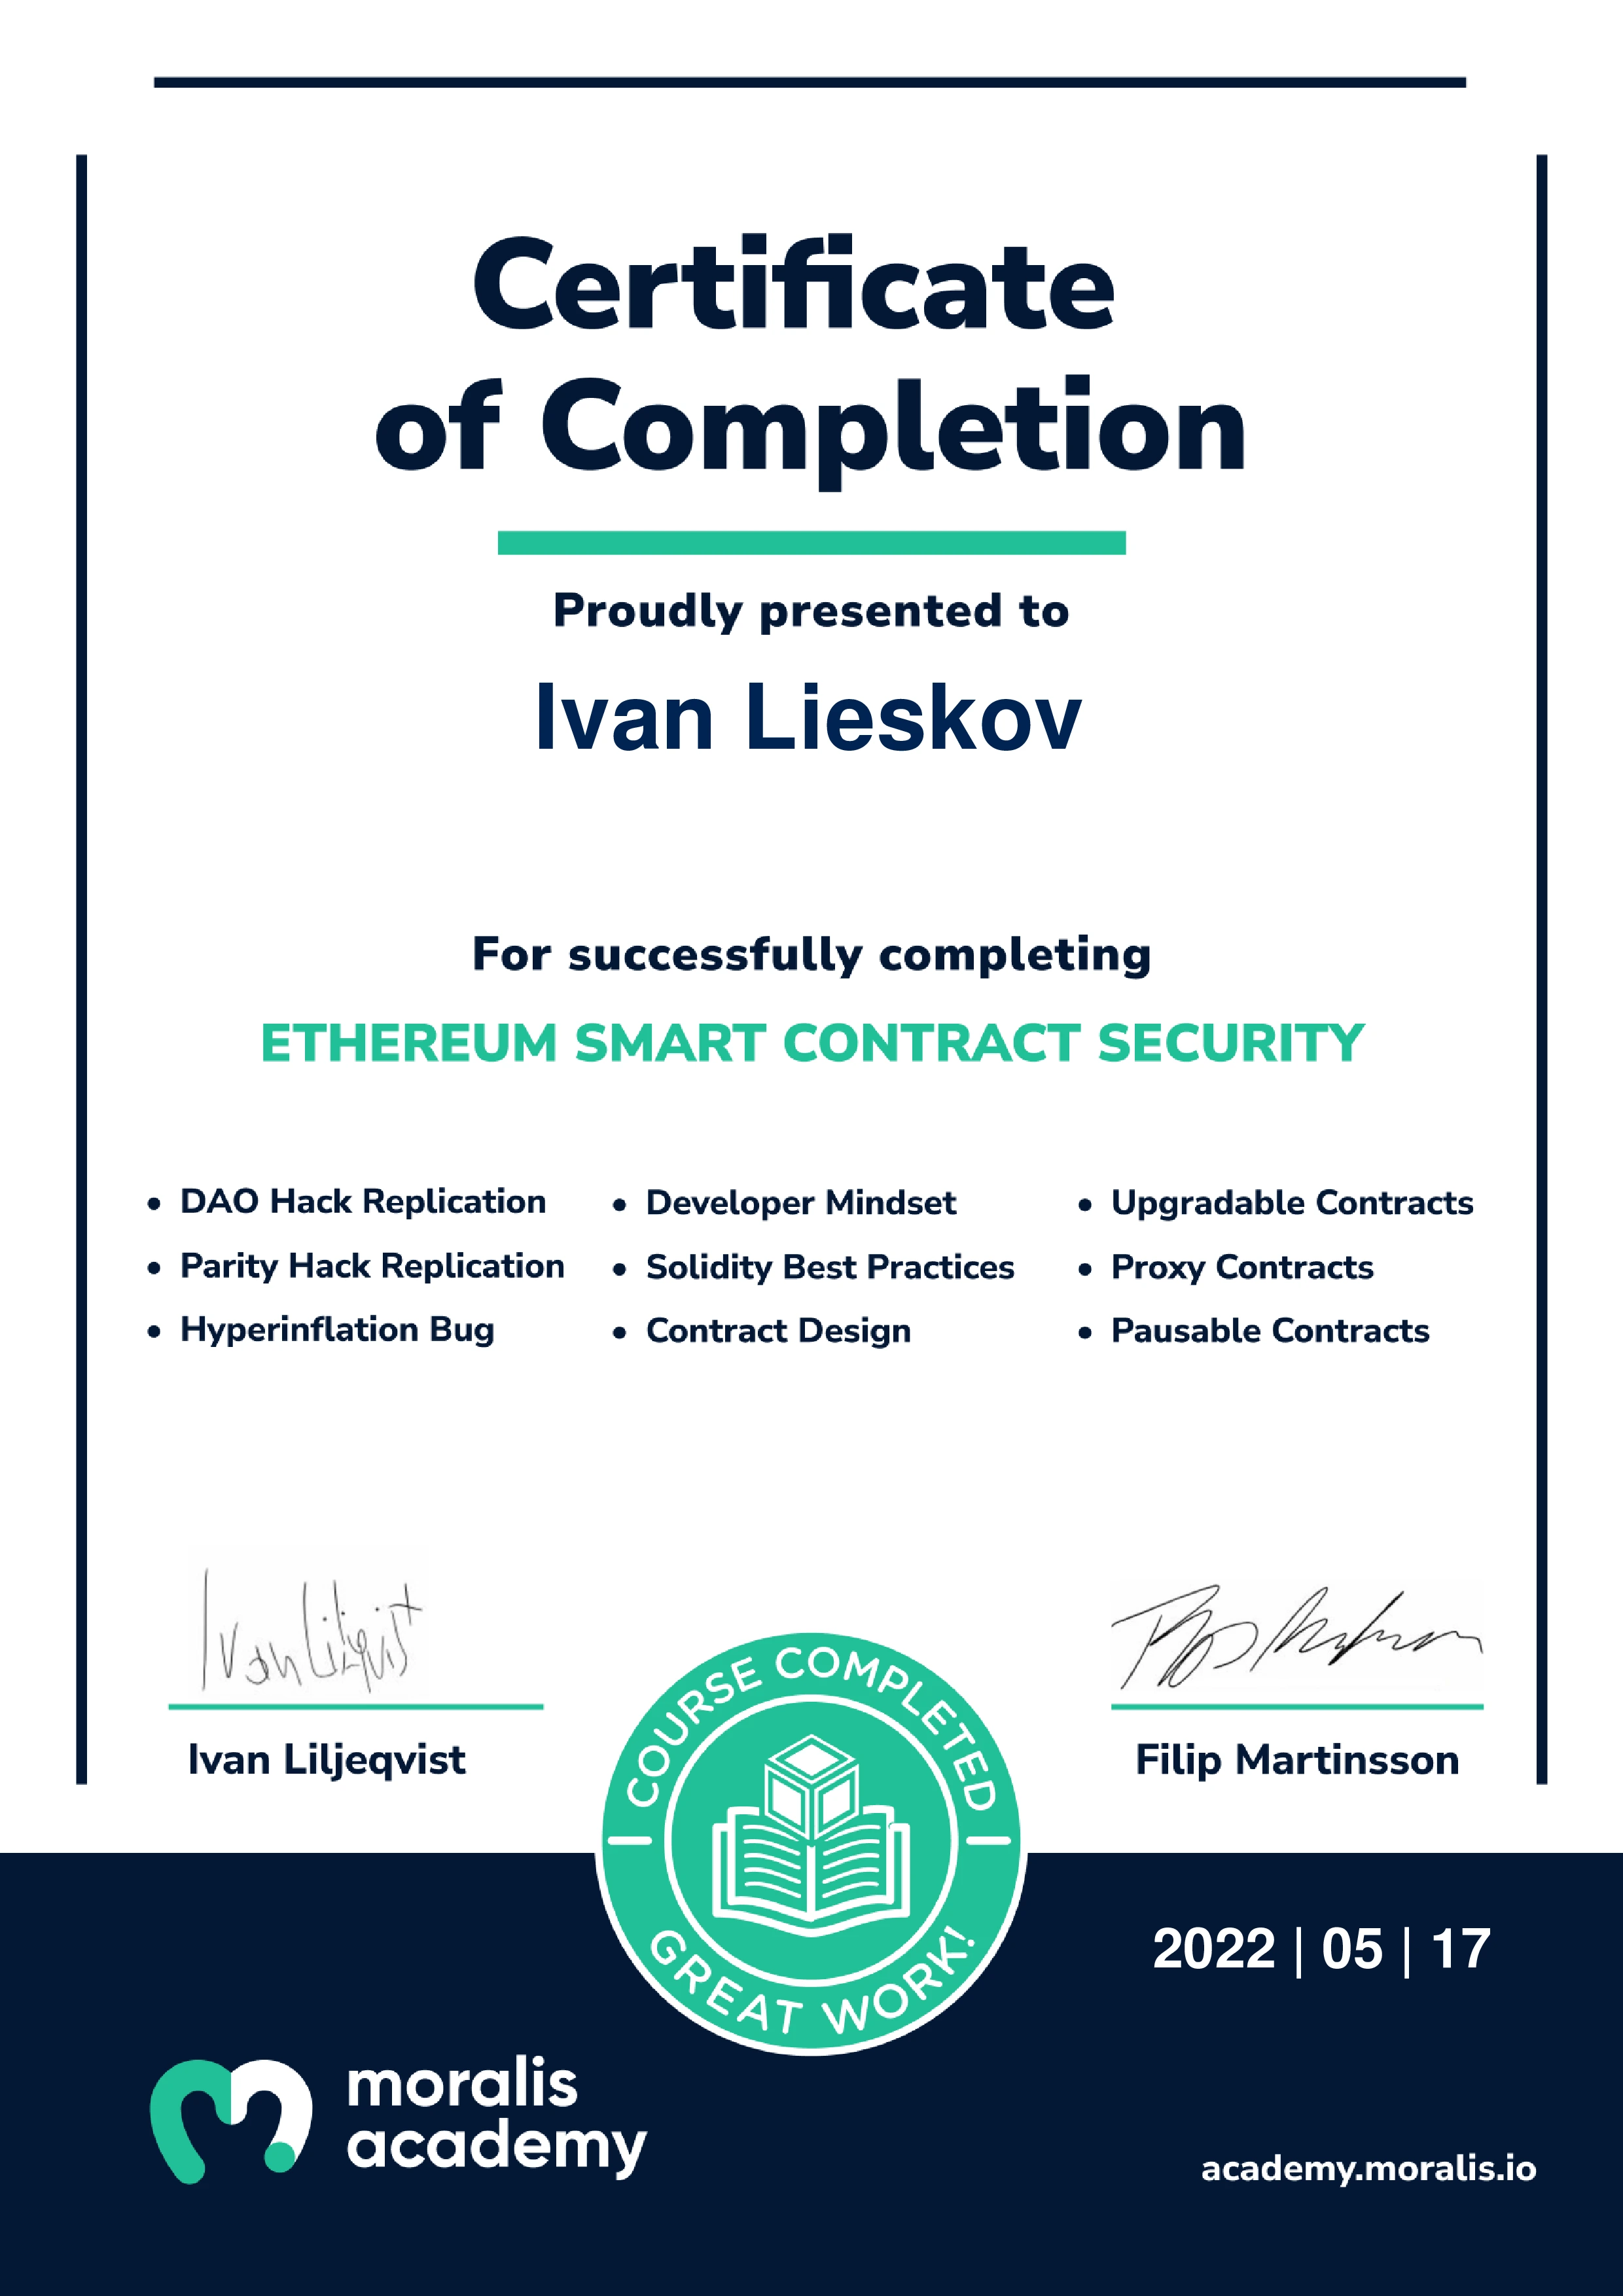 Certificate
of Completion
Proudly presented to
Ivan Lieskov
For successfully completing
ETHEREUM SMART CONTRACT SECURITY
• DAO Hack Replication
• Parity Hack Replication
• Hyperinflation Bug
• Developer Mindset
• Solidity Best Practices
• Contract Design
• Upgradable Contracts
• Proxy Contracts
• Pausable Contracts
Ivan Liljeqvist
Ivan Liljeqvist
Filip Martinsson
COURSE COMPLETED
GREAT WORK!
2022 | 05 | 17
moralis
academy
academy.moralis.io